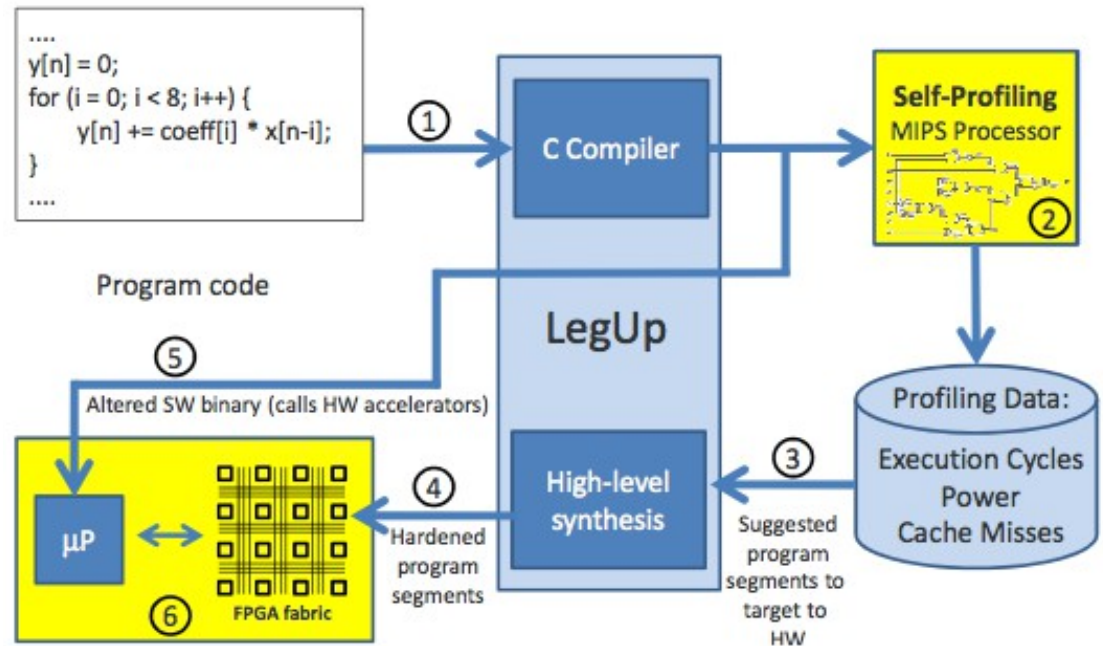 ....
y[n] = 0;
for (i = 0; i < 8; i++) {
y[n] += coeff[i] * x[n-i];
}
....
Program code
1
C Compiler
Self-Profiling
MIPS Processor
2
LegUp
Profiling Data:
Execution Cycles
Power
Cache Misses
3
Suggested
program
segments to
target to
HW
High-level
synthesis
4
Hardened
program
segments
5
Altered SW binary (calls HW accelerators)
μP
FPGA fabric
6